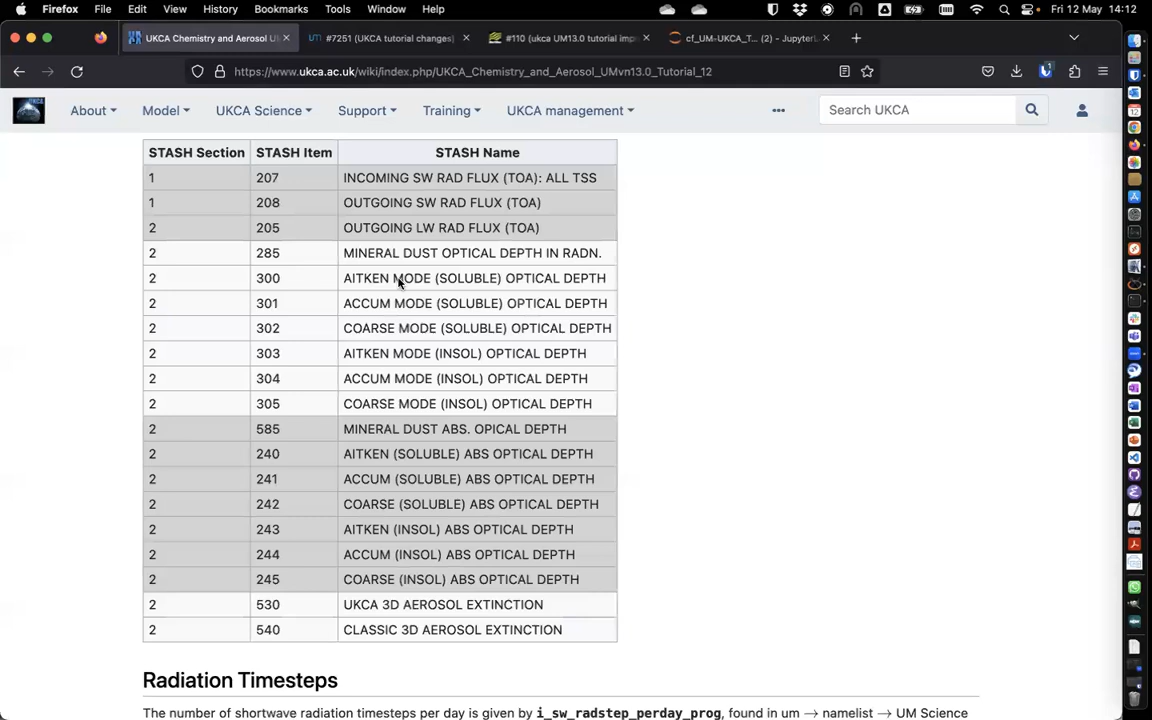 Firefox File Edit View History Bookmarks Tools Window Help Fri 12 May 14:12
UKCA Chemistry and Aerosol U #7251 (UKCA tutorial changes) #110 (ukca UM13.0 tutorial imp cf_UM-UKCA_T... (2) - Jupyter
https://www.ukca.ac.uk/wiki/index.php/UKCA_Chemistry_and_Aerosol_UMvn13.0_Tutorial_12
About Model UKCA Science Support Training UKCA management Search UKCA
STASH Section STASH Item STASH Name
1 207 INCOMING SW RAD FLUX (TOA): ALL TSS
1 208 OUTGOING SW RAD FLUX (TOA)
2 205 OUTGOING LW RAD FLUX (TOA)
2 285 MINERAL DUST OPTICAL DEPTH IN RADN.
2 300 AITKEN MODE (SOLUBLE) OPTICAL DEPTH
2 301 ACCUM MODE (SOLUBLE) OPTICAL DEPTH
2 302 COARSE MODE (SOLUBLE) OPTICAL DEPTH
2 303 AITKEN MODE (INSOL) OPTICAL DEPTH
2 304 ACCUM MODE (INSOL) OPTICAL DEPTH
2 305 COARSE MODE (INSOL) OPTICAL DEPTH
2 585 MINERAL DUST ABS. OPICAL DEPTH
2 240 AITKEN (SOLUBLE) ABS OPTICAL DEPTH
2 241 ACCUM (SOLUBLE) ABS OPTICAL DEPTH
2 242 COARSE (SOLUBLE) ABS OPTICAL DEPTH
2 243 AITKEN (INSOL) ABS OPTICAL DEPTH
2 244 ACCUM (INSOL) ABS OPTICAL DEPTH
2 245 COARSE (INSOL) ABS OPTICAL DEPTH
2 530 UKCA 3D AEROSOL EXTINCTION
2 540 CLASSIC 3D AEROSOL EXTINCTION
Radiation Timesteps
The number of shortwave radiation timesteps per day is given by i_sw_radstep_perday_prog, found in um → namelist → UM Science